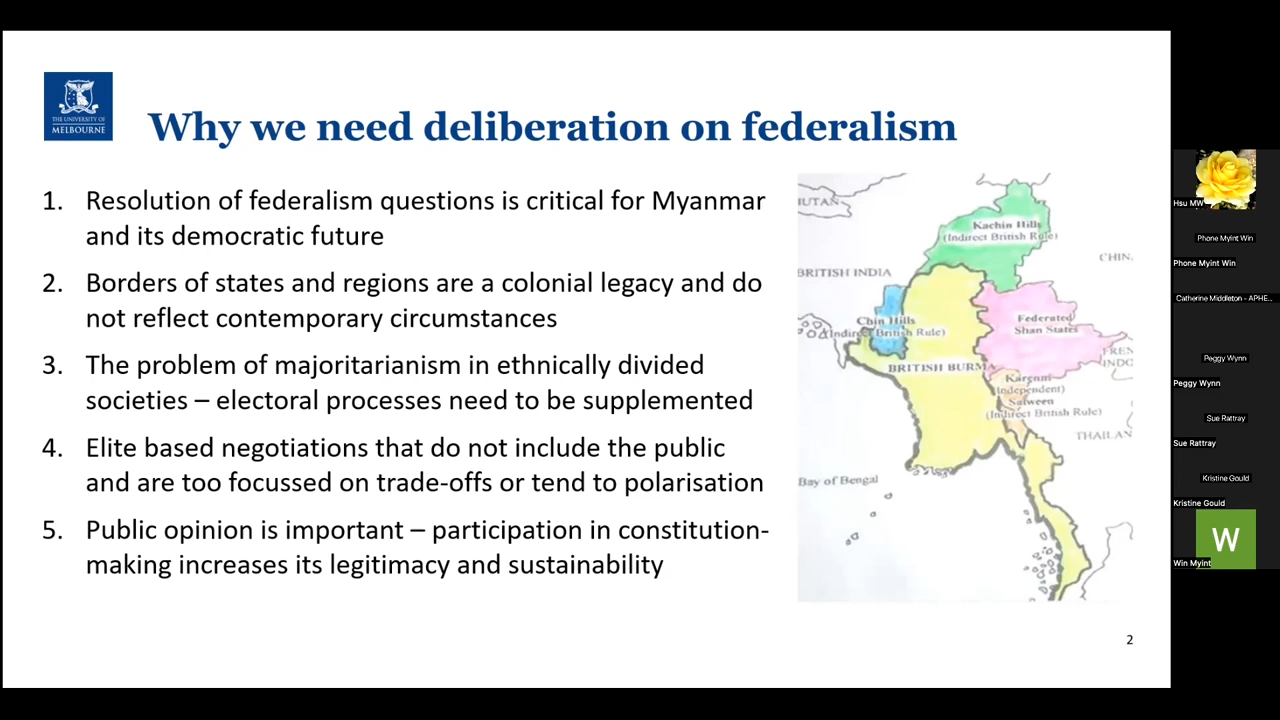 THE UNIVERSITY OF
MELBOURNE
Why we need deliberation on federalism
1. Resolution of federalism questions is critical for Myanmar
and its democratic future
2. Borders of states and regions are a colonial legacy and do
not reflect contemporary circumstances
3. The problem of majoritarianism in ethnically divided
societies – electoral processes need to be supplemented
4. Elite based negotiations that do not include the public
and are too focussed on trade-offs or tend to polarisation
5. Public opinion is important – participation in constitution-
making increases its legitimacy and sustainability
HUTAN
Kachin Hills
(Indirect British Rule)
CHIN
BRITISH INDIA
Chin Hills
(Indirect British Rule)
Federated
Shan States
FREN
INDO
BRITISH BURMA
Karenni
(Independent)
Salween
(Indirect British Rule)
THAILAN
Bay of Bengal
2
Hsu MW
Phone Myint Win
Phone Myint Win
Catherine Middleton - APHE...
Peggy Wynn
Peggy Wynn
Sue Rattray
Sue Rattray
Kristine Gould
Kristine Gould
W
Win Myint